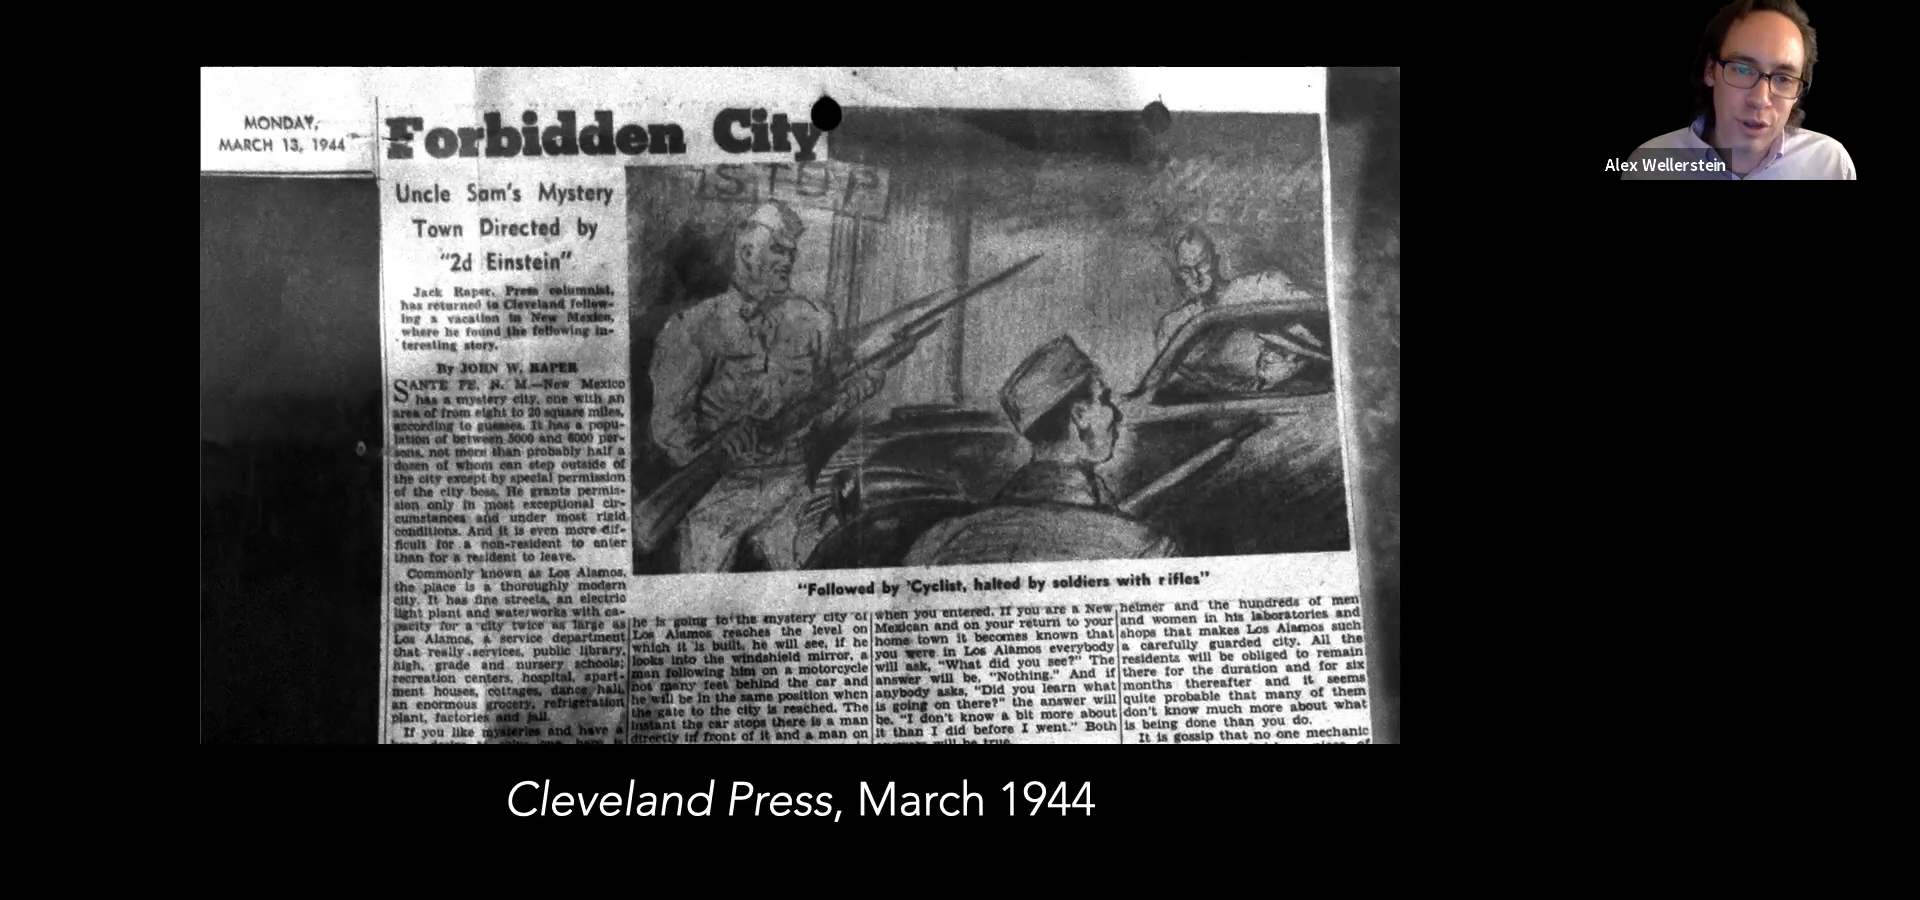 MONDAY,
MARCH 13, 1944
Forbidden City
Uncle Sam's Mystery
Town Directed by
"2d Einstein"
Jack Raper, Press columnist,
has returned to Cleveland follow-
ing a vacation in New Mexico,
where he found the following in-
teresting story.
By JOHN W. RAPER
SANTE FE, N. M.—New Mexico
has a mystery city, one with an
area of from eight to 20 square miles,
according to guesses. It has a popu-
lation of between 5000 and 6000 per-
sons, not more than probably half a
dozen of whom can step outside of
the city except by special permission
of the city boss. He grants permis-
sion only in most exceptional cir-
cumstances and under most rigid
conditions. And it is even more dif-
ficult for a non-resident to enter
than for a resident to leave.
Commonly known as Los Alamos,
the place is a thoroughly modern
city. It has fine streets, an electric
light plant and waterworks with ca-
pacity for a city twice as large as
Los Alamos, a service department
that really services, public library,
high, grade and nursery schools;
recreation centers, hospital, apart-
ment houses, cottages, dance hall,
an enormous grocery, refrigeration
plant, factories and jail.
If you like mysteries and have a
STOP
"Followed by 'Cyclist, halted by soldiers with rifles"
he is going to the mystery city of
Los Alamos reaches the level on
which it is built, he will see, if he
looks into the windshield mirror, a
man following him on a motorcycle
not many feet behind the car and
he will be in the same position when
the gate to the city is reached. The
instant the car stops there is a man
directly in front of it and a man on
when you entered. If you are a New
Mexican and on your return to your
home town it becomes known that
you were in Los Alamos everybody
will ask, "What did you see?" The
answer will be, "Nothing." And if
anybody asks, "Did you learn what
is going on there?" the answer will
be, "I don't know a bit more about
it than I did before I went." Both
will be true.
helmer and the hundreds of men
and women in his laboratories and
shops that makes Los Alamos such
a carefully guarded city. All the
residents will be obliged to remain
there for the duration and for six
months thereafter and it seems
quite probable that many of them
don't know much more about what
is being done than you do.
It is gossip that no one mechanic
Cleveland Press, March 1944
Alex Wellerstein